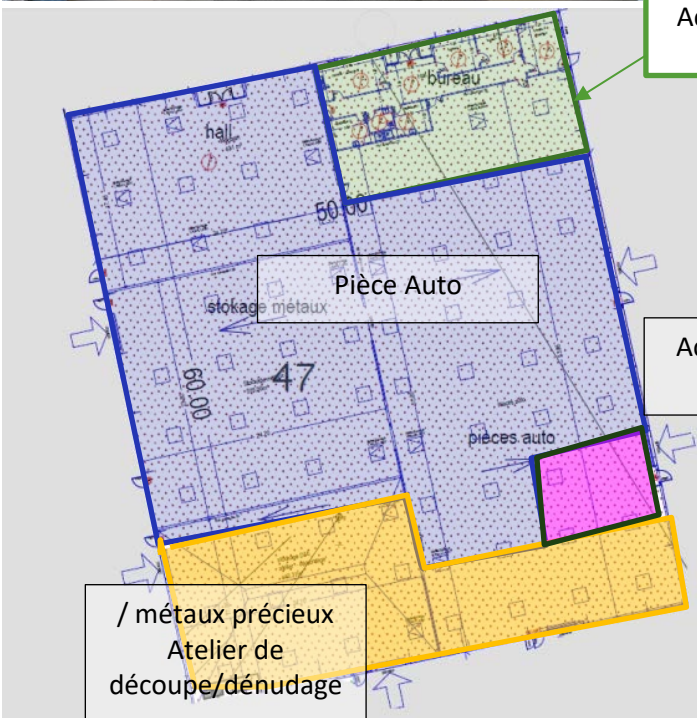 Ac
bureau
hall
50.00
Pièce Auto
stokage métaux
Ac
47
60.00
pièces auto
/ métaux précieux
Atelier de
découpe/dénudage